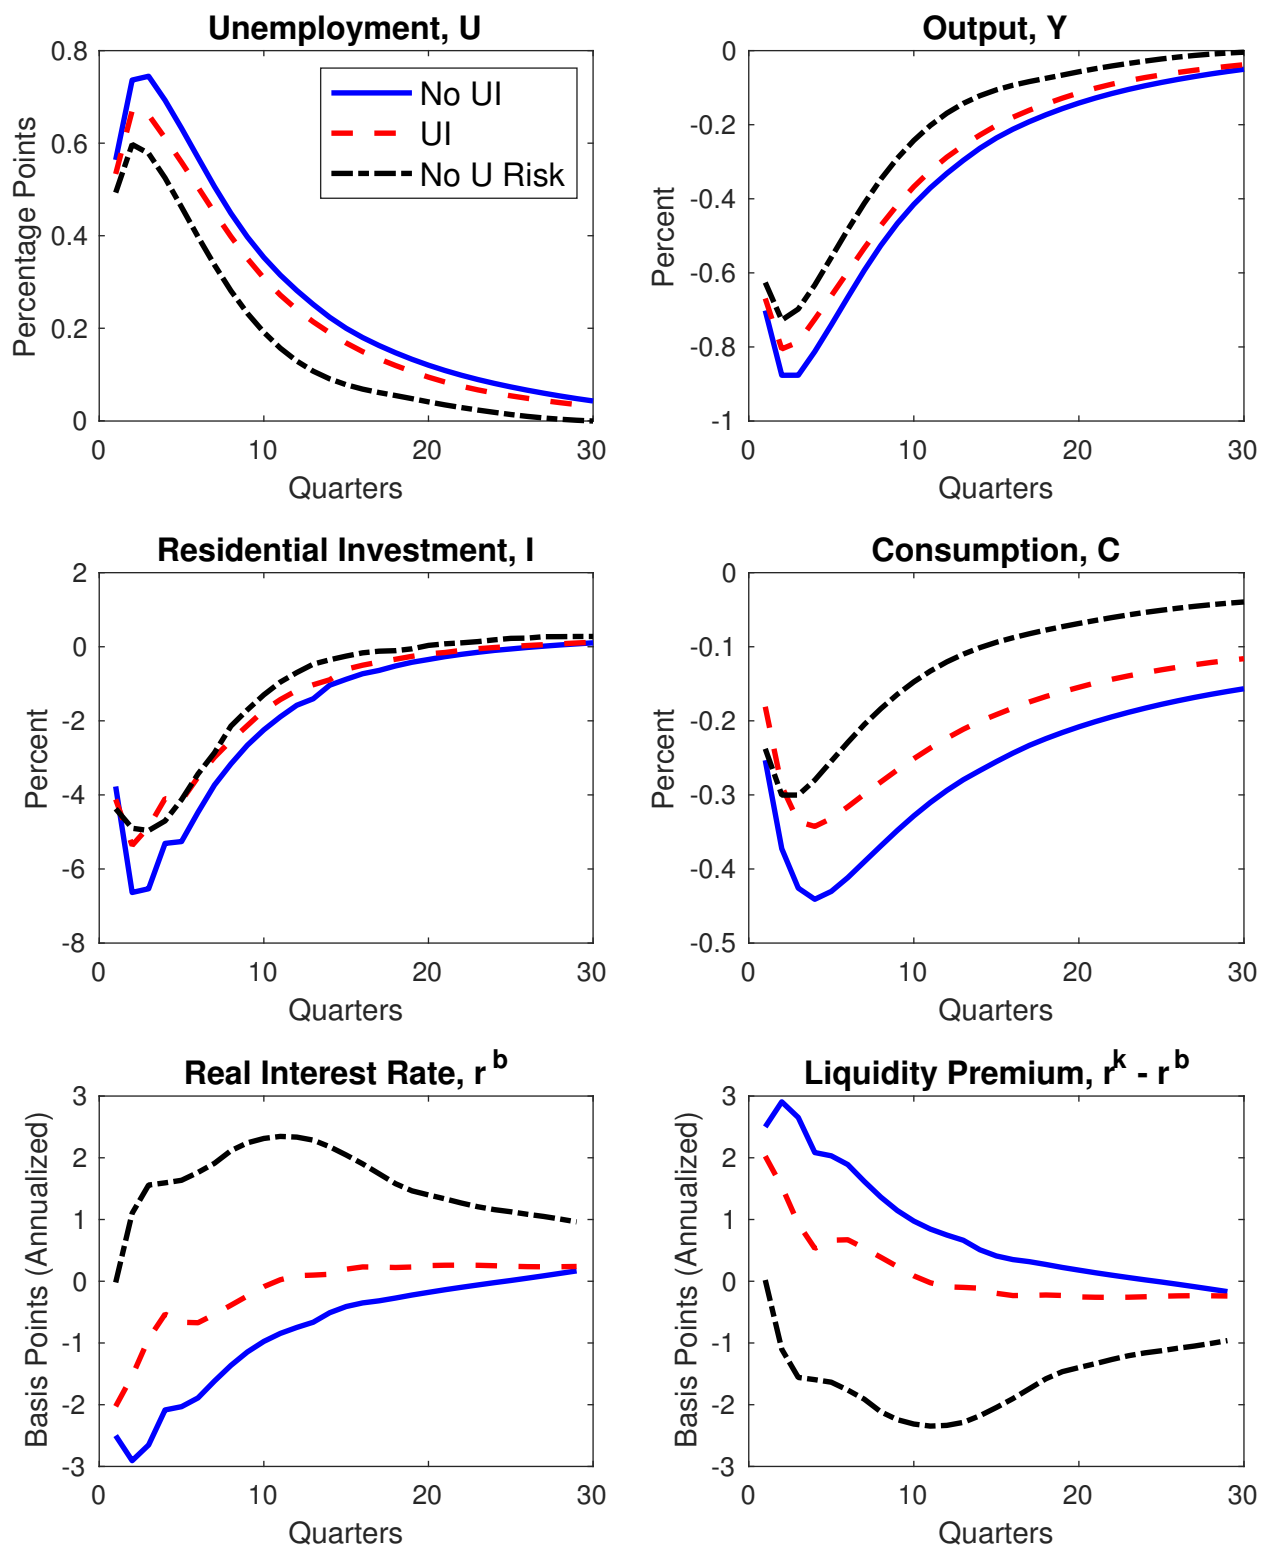 Unemployment, U
Percentage Points
0.8
0.6
0.4
0.2
0
0 10 20 30
Quarters
No UI
UI
No U Risk
Output, Y
Percent
0
-0.2
-0.4
-0.6
-0.8
-1
0 10 20 30
Quarters
Residential Investment, I
Percent
2
0
-2
-4
-6
-8
0 10 20 30
Quarters
Consumption, C
Percent
0
-0.1
-0.2
-0.3
-0.4
-0.5
0 10 20 30
Quarters
Real Interest Rate, r^b
Basis Points (Annualized)
3
2
1
0
-1
-2
-3
0 10 20 30
Quarters
Liquidity Premium, r^k - r^b
Basis Points (Annualized)
3
2
1
0
-1
-2
-3
0 10 20 30
Quarters